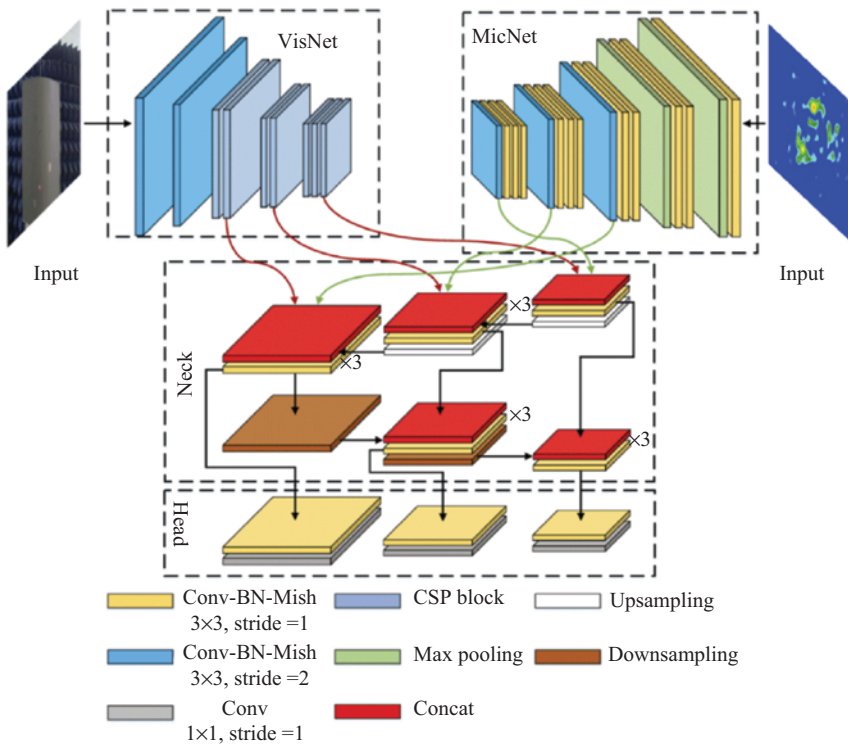 VisNet
MicNet
Input
Input
Neck
×3
×3
×3
×3
×3
Head
Conv-BN-Mish
3×3, stride =1
CSP block
Upsampling
Conv-BN-Mish
3×3, stride =2
Max pooling
Downsampling
Conv
1×1, stride =1
Concat